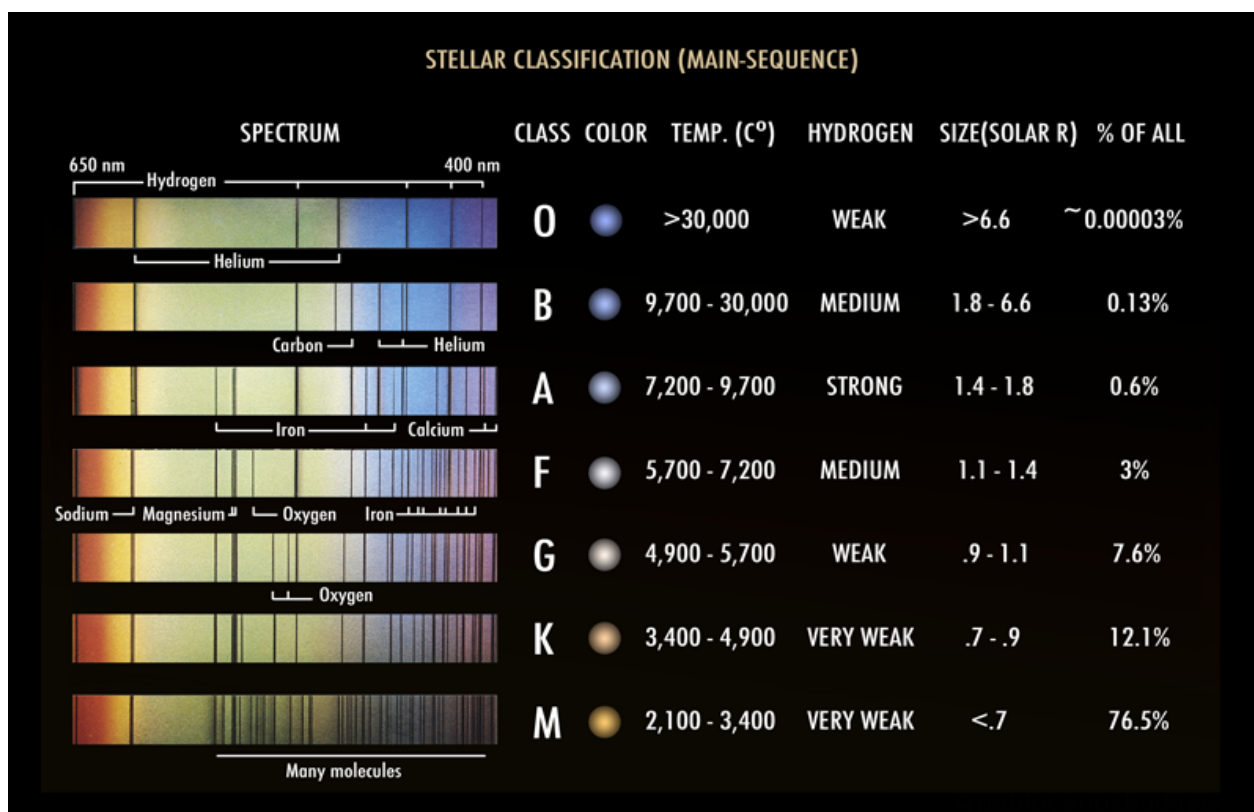 STELLAR CLASSIFICATION (MAIN-SEQUENCE)
SPECTRUM CLASS COLOR TEMP. (C°) HYDROGEN SIZE(SOLAR R) % OF ALL
650 nm 400 nm
Hydrogen
O >30,000 WEAK >6.6 ~0.00003%
Helium
B 9,700 - 30,000 MEDIUM 1.8 - 6.6 0.13%
Carbon Helium
A 7,200 - 9,700 STRONG 1.4 - 1.8 0.6%
Iron Calcium
F 5,700 - 7,200 MEDIUM 1.1 - 1.4 3%
Sodium Magnesium Oxygen Iron
G 4,900 - 5,700 WEAK .9 - 1.1 7.6%
Oxygen
K 3,400 - 4,900 VERY WEAK .7 - .9 12.1%
M 2,100 - 3,400 VERY WEAK <.7 76.5%
Many molecules